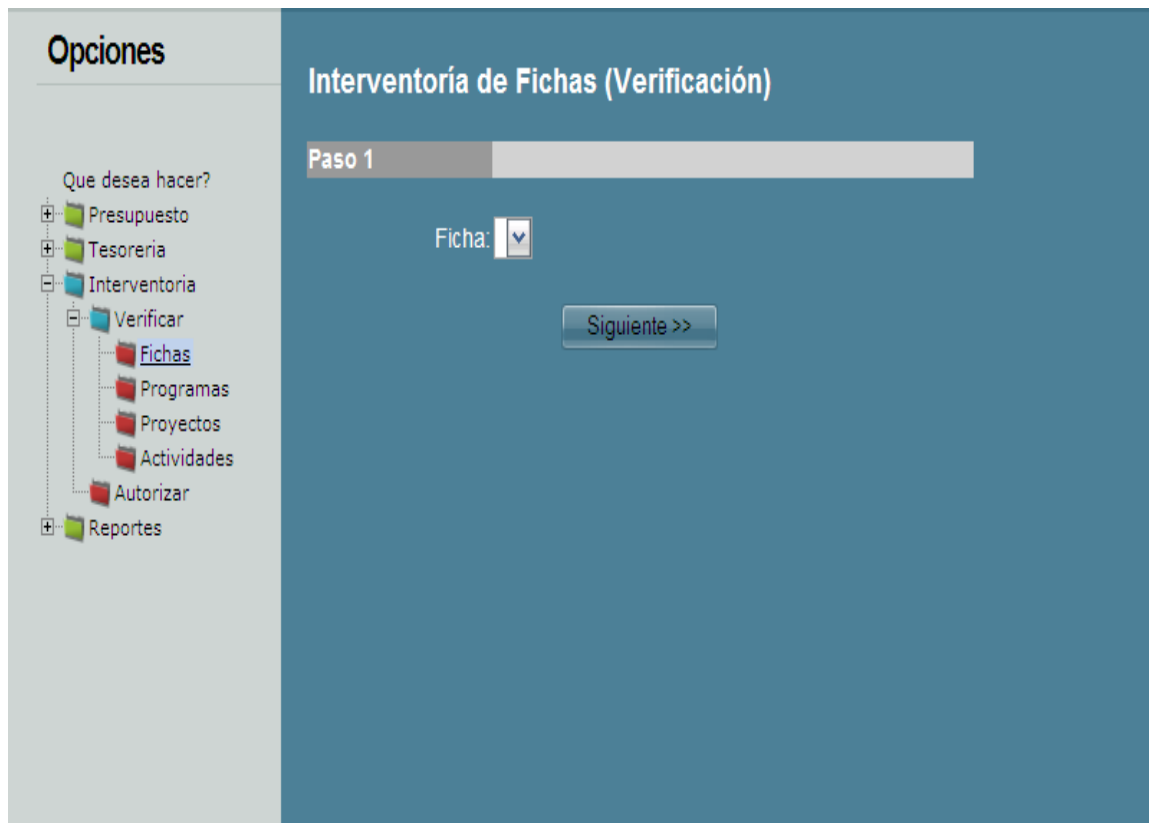 Opciones
Que desea hacer?
Presupuesto
Tesoreria
Interventoria
Verificar
Fichas
Programas
Proyectos
Actividades
Autorizar
Reportes
Interventoría de Fichas (Verificación)
Paso 1
Ficha:
Siguiente >>